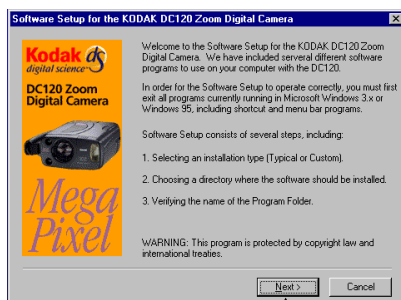 Software Setup for the KODAK DC120 Zoom Digital Camera
Kodak ds
digital science™
DC120 Zoom
Digital Camera
Mega
Pixel
Welcome to the Software Setup for the KODAK DC120 Zoom
Digital Camera. We have included serveral different software
programs to use on your computer with the DC120.
In order for the Software Setup to operate correctly, you must first
exit all programs currently running in Microsoft Windows 3.x or
Windows 95, including shortcut and menu bar programs.
Software Setup consists of several steps, including:
1. Selecting an installation type (Typical or Custom).
2. Choosing a directory where the software should be installed.
3. Verifying the name of the Program Folder.
WARNING: This program is protected by copyright law and
international treaties.
Next >
Cancel